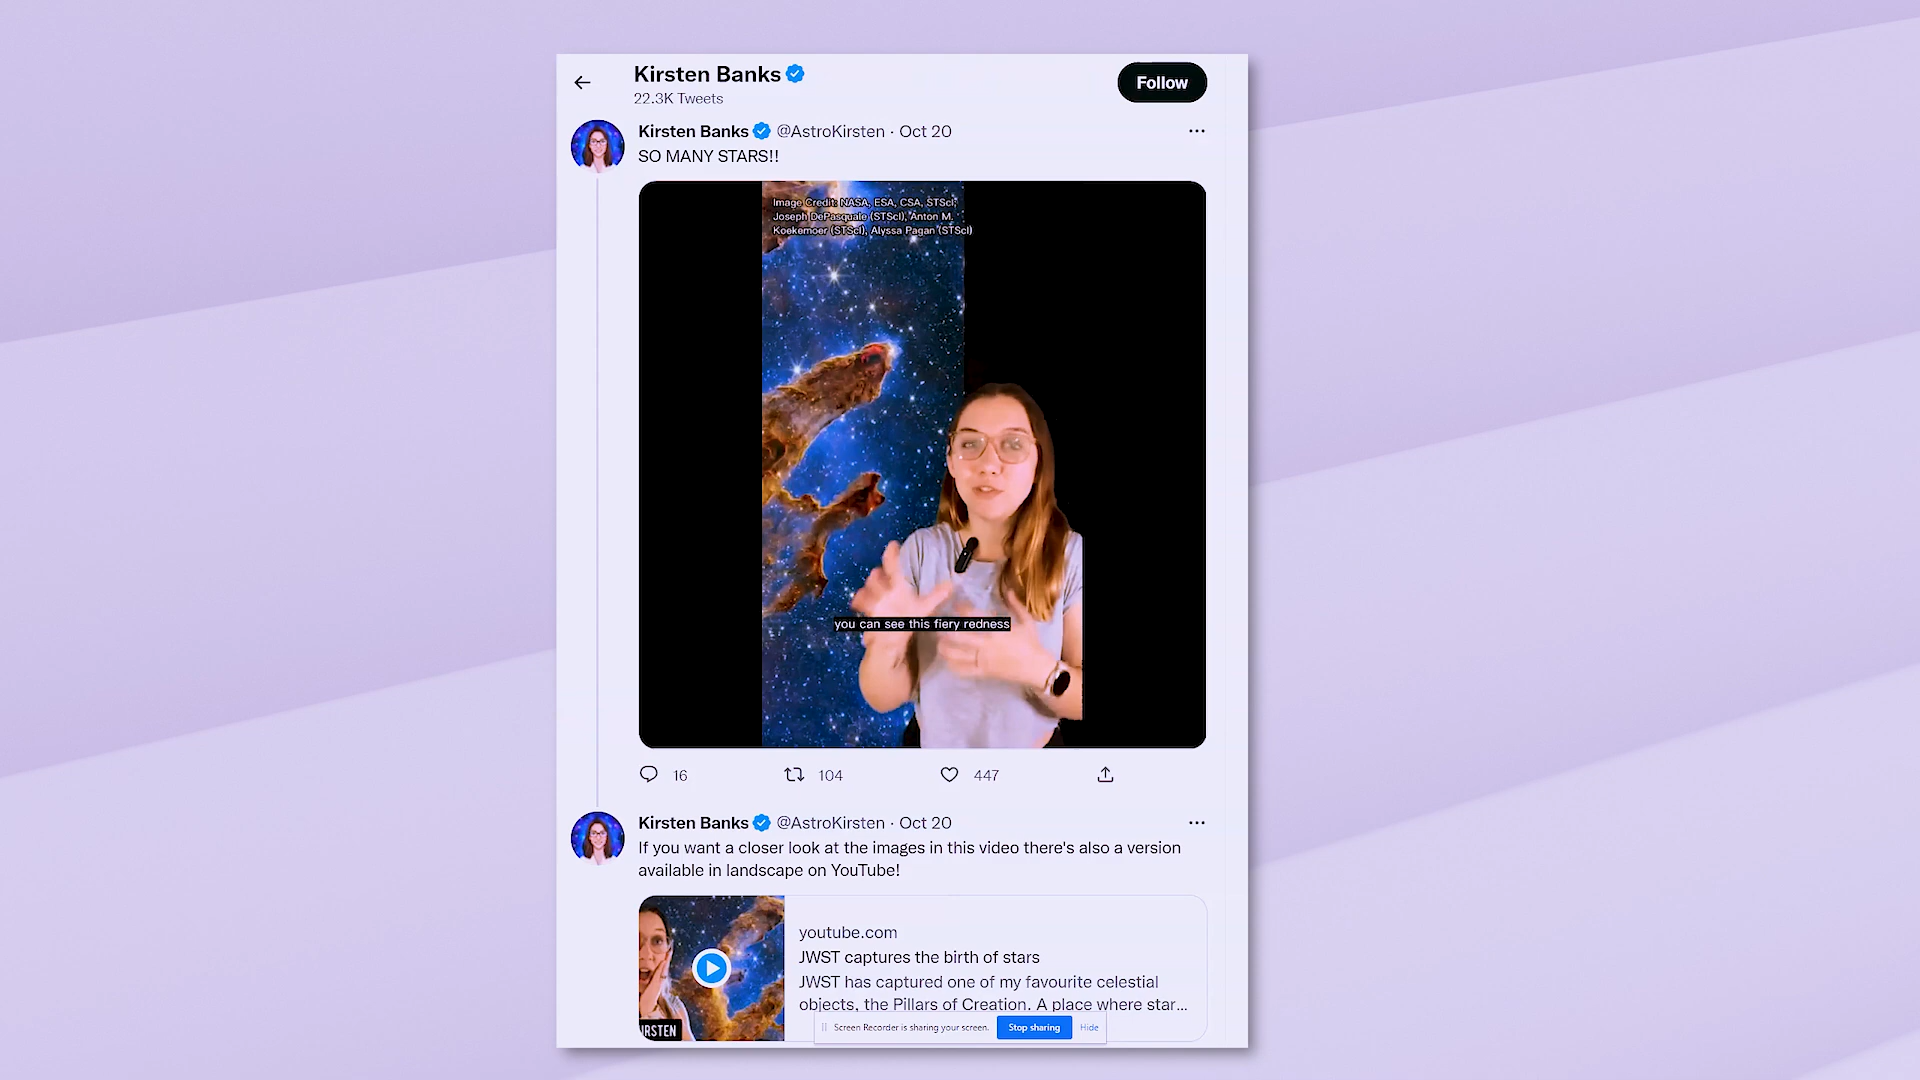 Kirsten Banks
22.3K Tweets
Follow
Kirsten Banks @AstroKirsten · Oct 20
SO MANY STARS!!
Image Credit: NASA, ESA, CSA, STScI;
Joseph DePasquale (STScI), Anton M.
Koekemoer (STScI), Alyssa Pagan (STScI)
you can see this fiery redness
16
104
447
Kirsten Banks @AstroKirsten · Oct 20
If you want a closer look at the images in this video there's also a version
available in landscape on YouTube!
IRSTEN
youtube.com
JWST captures the birth of stars
JWST has captured one of my favourite celestial
objects, the Pillars of Creation. A place where star...
Screen Recorder is sharing your screen.
Stop sharing
Hide